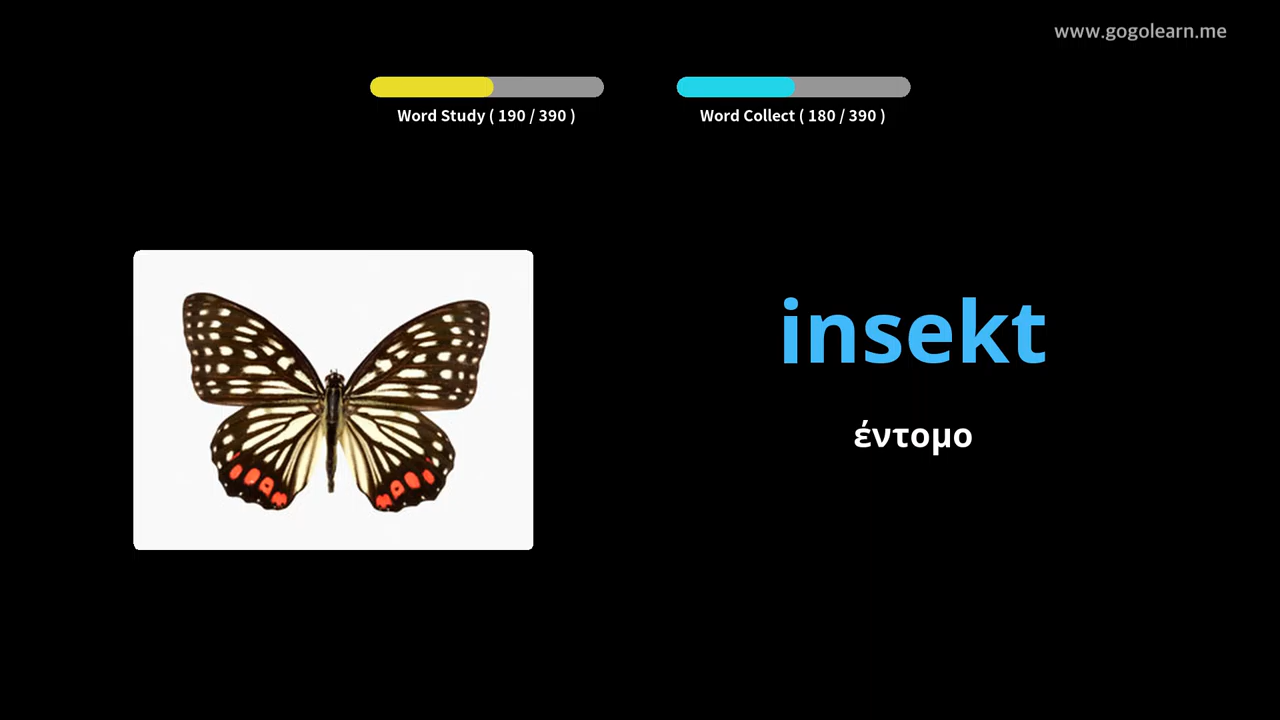 www.gogolearn.me
Word Study ( 190 / 390 )
Word Collect ( 180 / 390 )
insekt
έντομο